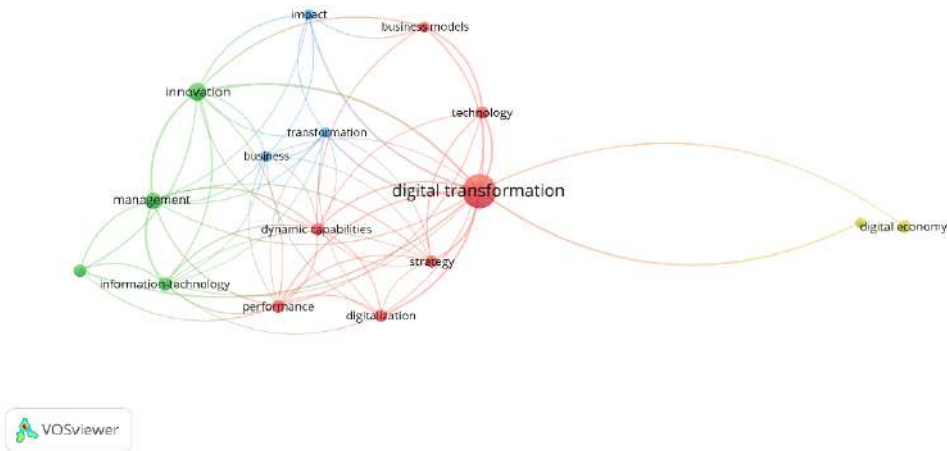 impact
business models
innovation
technology
transformation
business
digital transformation
management
dynamic capabilities
digital economy
strategy
information technology
performance
digitalization
VOSviewer